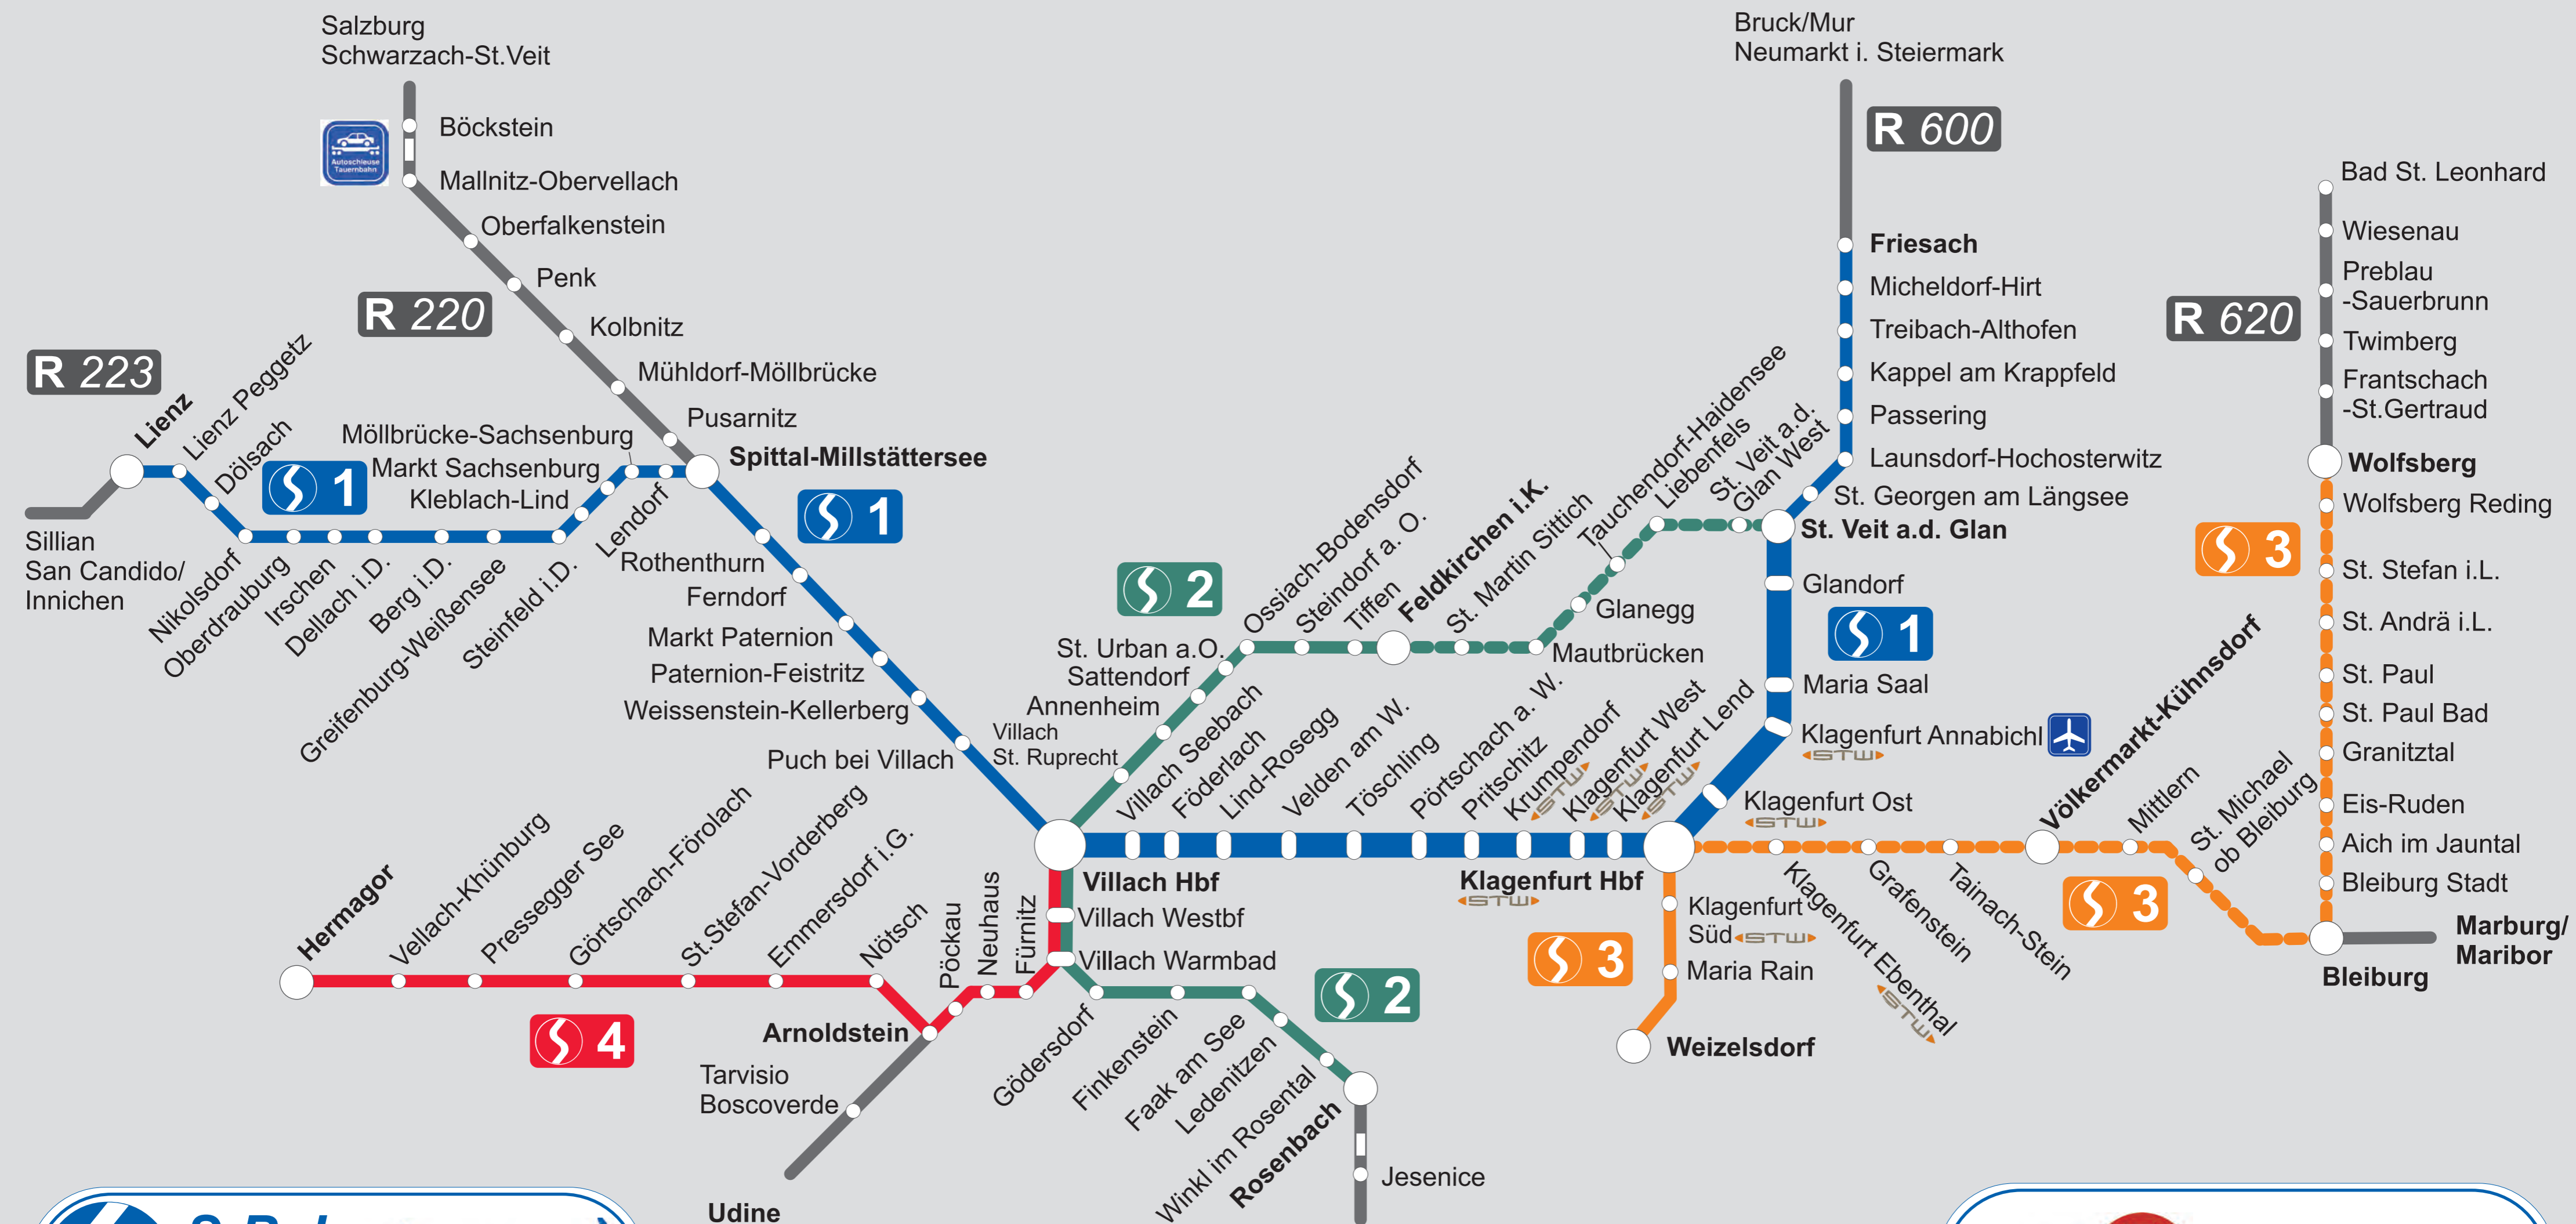 Salzburg
Schwarzach-St.Veit
Böckstein
Autoschleuse
Tauernbahn
Mallnitz-Obervellach
Oberfalkenstein
Penk
R 220
Kolbnitz
Mühldorf-Möllbrücke
Pusarnitz
Spittal-Millstättersee
R 223
Lienz
Lienz Peggetz
Dölsach
S 1
Möllbrücke-Sachsenburg
Markt Sachsenburg
Kleblach-Lind
Lendorf
Sillian
San Candido/
Innichen
Nikolsdorf
Oberdrauburg
Irschen
Dellach i.D.
Berg i.D.
Greifenburg-Weißensee
Steinfeld i.D.
S 1
Rothenthurn
Ferndorf
Markt Paternion
Paternion-Feistritz
Weissenstein-Kellerberg
Puch bei Villach
Villach
St. Ruprecht
Annenheim
Sattendorf
St. Urban a.O.
S 2
Ossiach-Bodensdorf
Steindorf a. O.
Tiffen
Feldkirchen i.K.
St. Martin Sittich
Mautbrücken
Glanegg
Tauchendorf-Haidensee
Liebenfels
St. Veit a.d.
Glan West
Bruck/Mur
Neumarkt i. Steiermark
R 600
Friesach
Micheldorf-Hirt
Treibach-Althofen
Kappel am Krappfeld
Passering
Launsdorf-Hochosterwitz
St. Georgen am Längsee
St. Veit a.d. Glan
Glandorf
S 1
Maria Saal
Klagenfurt Annabichl
STW
Klagenfurt Ost
STW
Villach Seebach
Föderlach
Lind-Rosegg
Velden am W.
Töschling
Pörtschach a. W.
Pritschitz
Krumpendorf
STW
Klagenfurt West
STW
Klagenfurt Lend
STW
Villach Hbf
Klagenfurt Hbf
STW
Villach Westbf
Villach Warmbad
Hermagor
Vellach-Khünburg
Pressegger See
Görtschach-Förolach
St.Stefan-Vorderberg
Emmersdorf i.G.
Nötsch
Pöckau
Neuhaus
Fürnitz
S 4
Arnoldstein
Tarvisio
Boscoverde
Udine
Gödersdorf
Finkenstein
Faak am See
Ledenitzen
Winkl im Rosental
Rosenbach
S 2
Jesenice
Klagenfurt
Süd STW
S 3
Maria Rain
Weizelsdorf
Klagenfurt Ebenthal
STW
Grafenstein
Tainach-Stein
Völkermarkt-Kühnsdorf
Mittlern
St. Michael
ob Bleiburg
S 3
Bad St. Leonhard
Wiesenau
Preblau
-Sauerbrunn
R 620
Twimberg
Frantschach
-St.Gertraud
Wolfsberg
Wolfsberg Reding
S 3
St. Stefan i.L.
St. Andrä i.L.
St. Paul
St. Paul Bad
Granitztal
Eis-Ruden
Aich im Jauntal
Bleiburg Stadt
Marburg/
Maribor
Bleiburg